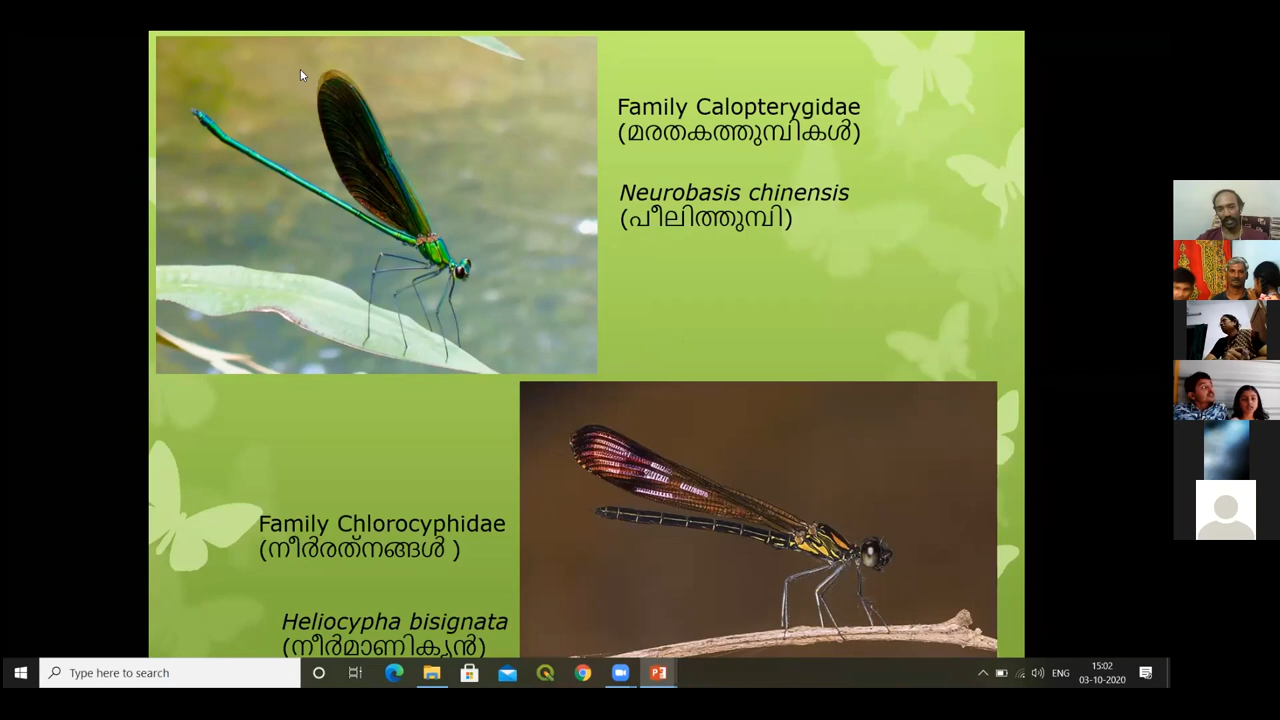 Family Calopterygidae
(മരതകത്തുമ്പികൾ)
Neurobasis chinensis
(പീലിത്തുമ്പി)
Family Chlorocyphidae
(നീർരത്നങ്ങൾ )
Heliocypha bisignata
(നീർമാണിക്യൻ)
Type here to search
ENG
15:02
03-10-2020